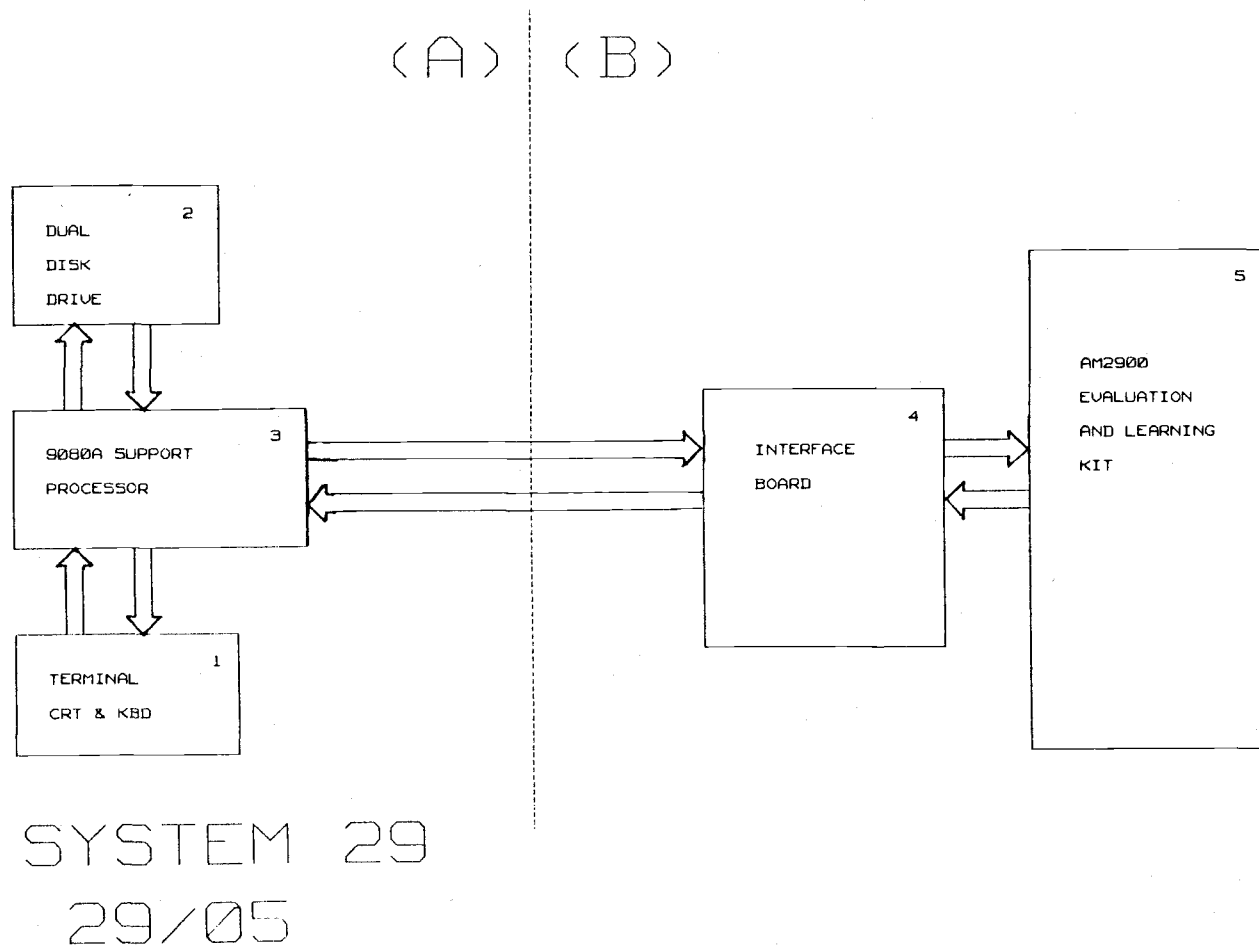 (A) (B)
2
DUAL
DISK
DRIVE
3
9080A SUPPORT
PROCESSOR
1
TERMINAL
CRT & KBD
4
INTERFACE
BOARD
5
AM2900
EVALUATION
AND LEARNING
KIT
SYSTEM 29
29/05